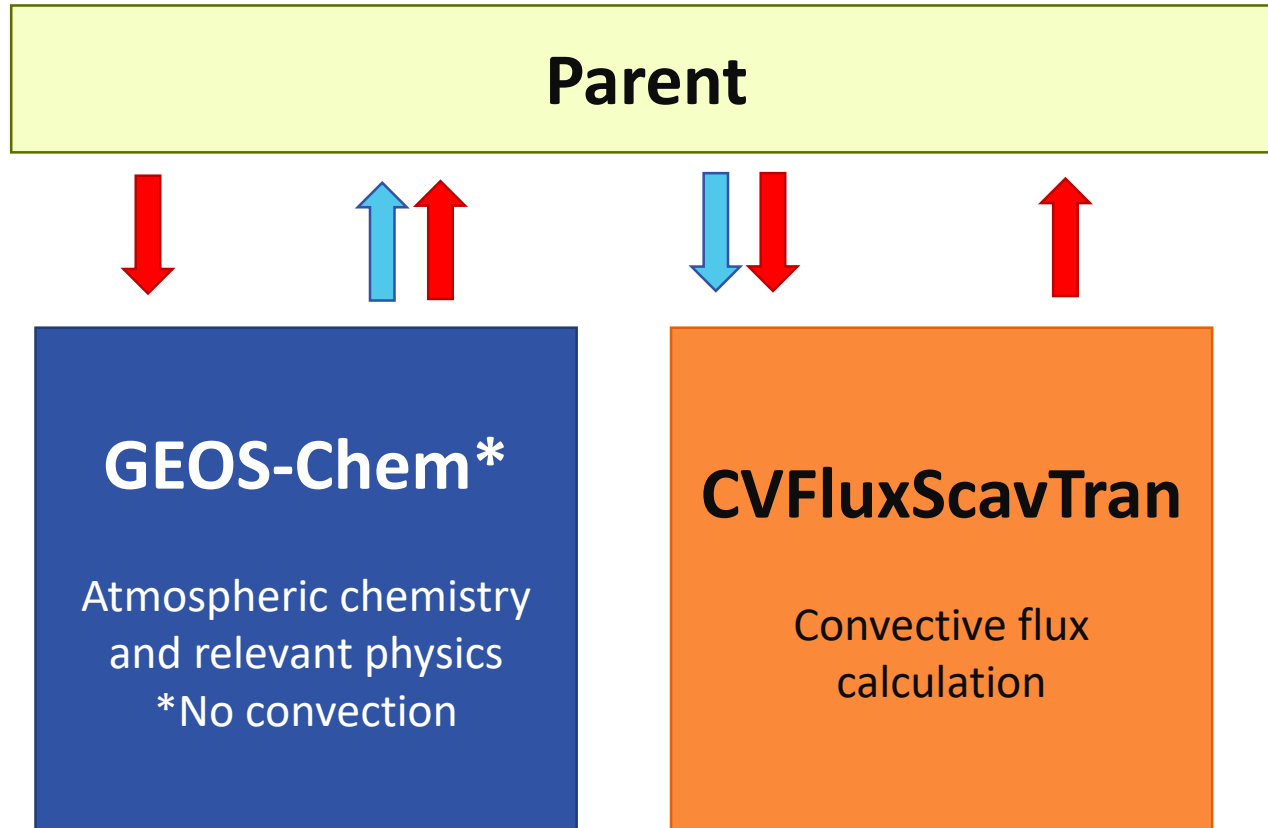 Parent
GEOS-Chem*
Atmospheric chemistry
and relevant physics
*No convection
CVFluxScavTran
Convective flux
calculation